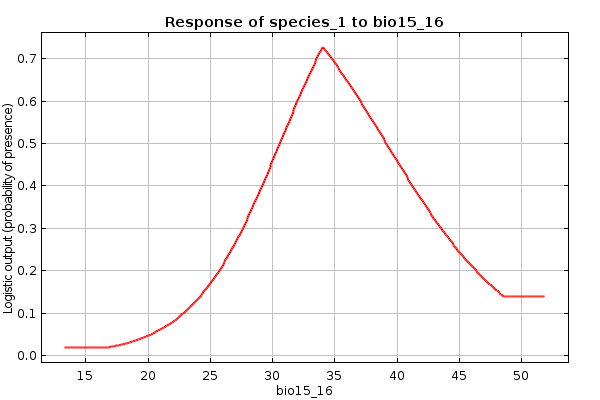 Response of species_1 to bio15_16
Logistic output (probability of presence)
0.7
0.6
0.5
0.4
0.3
0.2
0.1
0.0
15 20 25 30 35 40 45 50
bio15_16